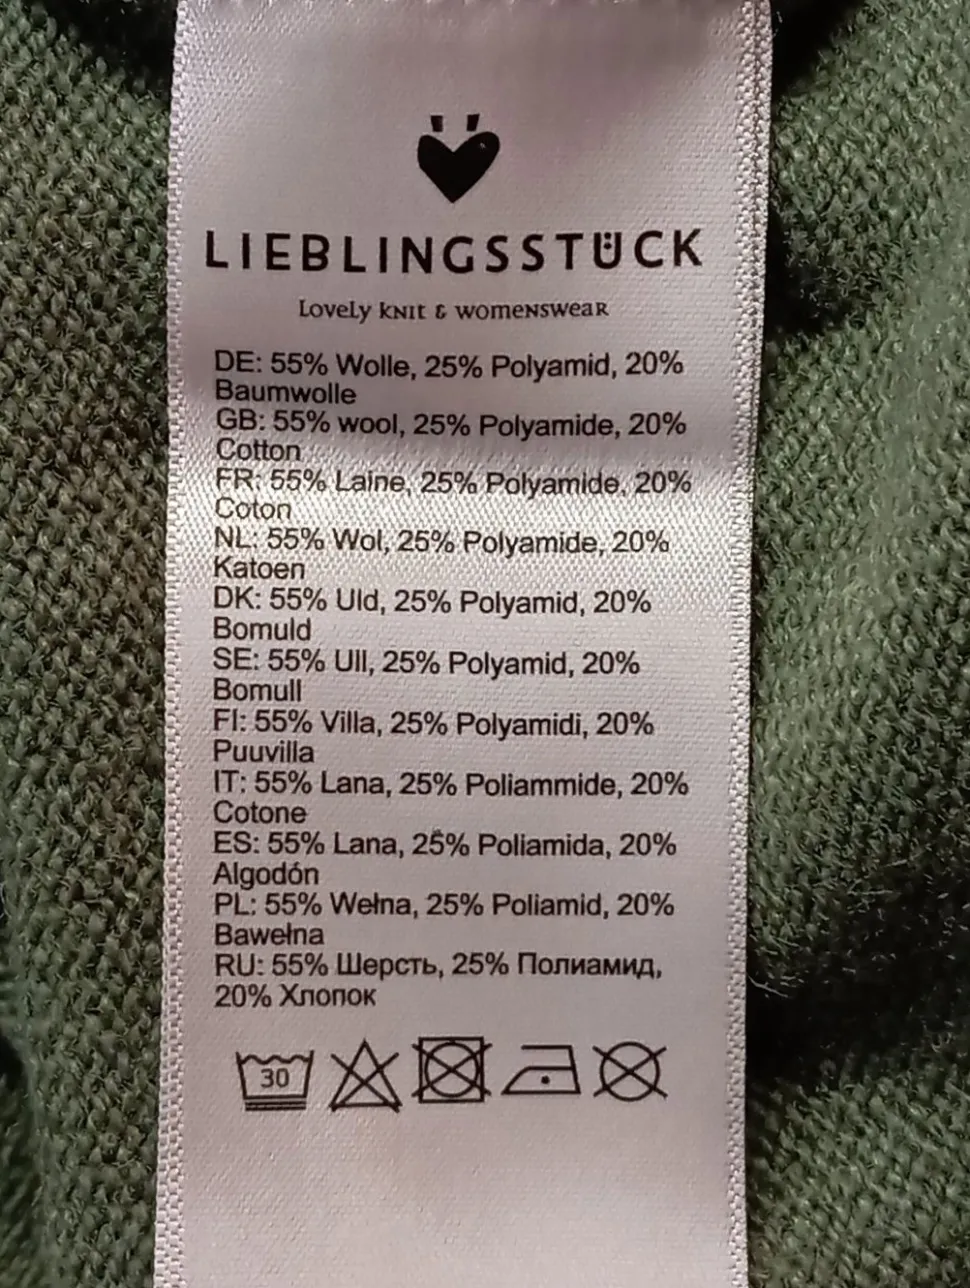 LIEBLINGSSTÜCK
Lovely knit & womenswear
DE: 55% Wolle, 25% Polyamid, 20%
Baumwolle
GB: 55% wool, 25% Polyamide, 20%
Cotton
FR: 55% Laine, 25% Polyamide, 20%
Coton
NL: 55% Wol, 25% Polyamide, 20%
Katoen
DK: 55% Uld, 25% Polyamid, 20%
Bomuld
SE: 55% Ull, 25% Polyamid, 20%
Bomull
FI: 55% Villa, 25% Polyamidi, 20%
Puuvilla
IT: 55% Lana, 25% Poliammide, 20%
Cotone
ES: 55% Lana, 25% Poliamida, 20%
Algodón
PL: 55% Wełna, 25% Poliamid, 20%
Bawełna
RU: 55% Шерсть, 25% Полиамид,
20% Хлопок
30